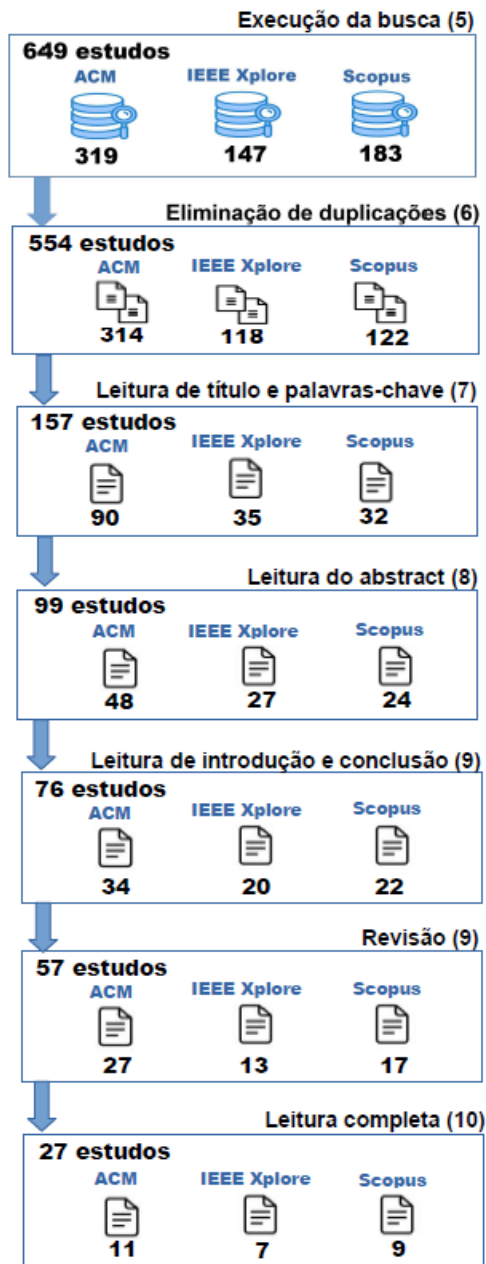 Execução da busca (5)
649 estudos
ACM IEEE Xplore Scopus
319 147 183
Eliminação de duplicações (6)
554 estudos
ACM IEEE Xplore Scopus
314 118 122
Leitura de título e palavras-chave (7)
157 estudos
ACM IEEE Xplore Scopus
90 35 32
Leitura do abstract (8)
99 estudos
ACM IEEE Xplore Scopus
48 27 24
Leitura de introdução e conclusão (9)
76 estudos
ACM IEEE Xplore Scopus
34 20 22
Revisão (9)
57 estudos
ACM IEEE Xplore Scopus
27 13 17
Leitura completa (10)
27 estudos
ACM IEEE Xplore Scopus
11 7 9